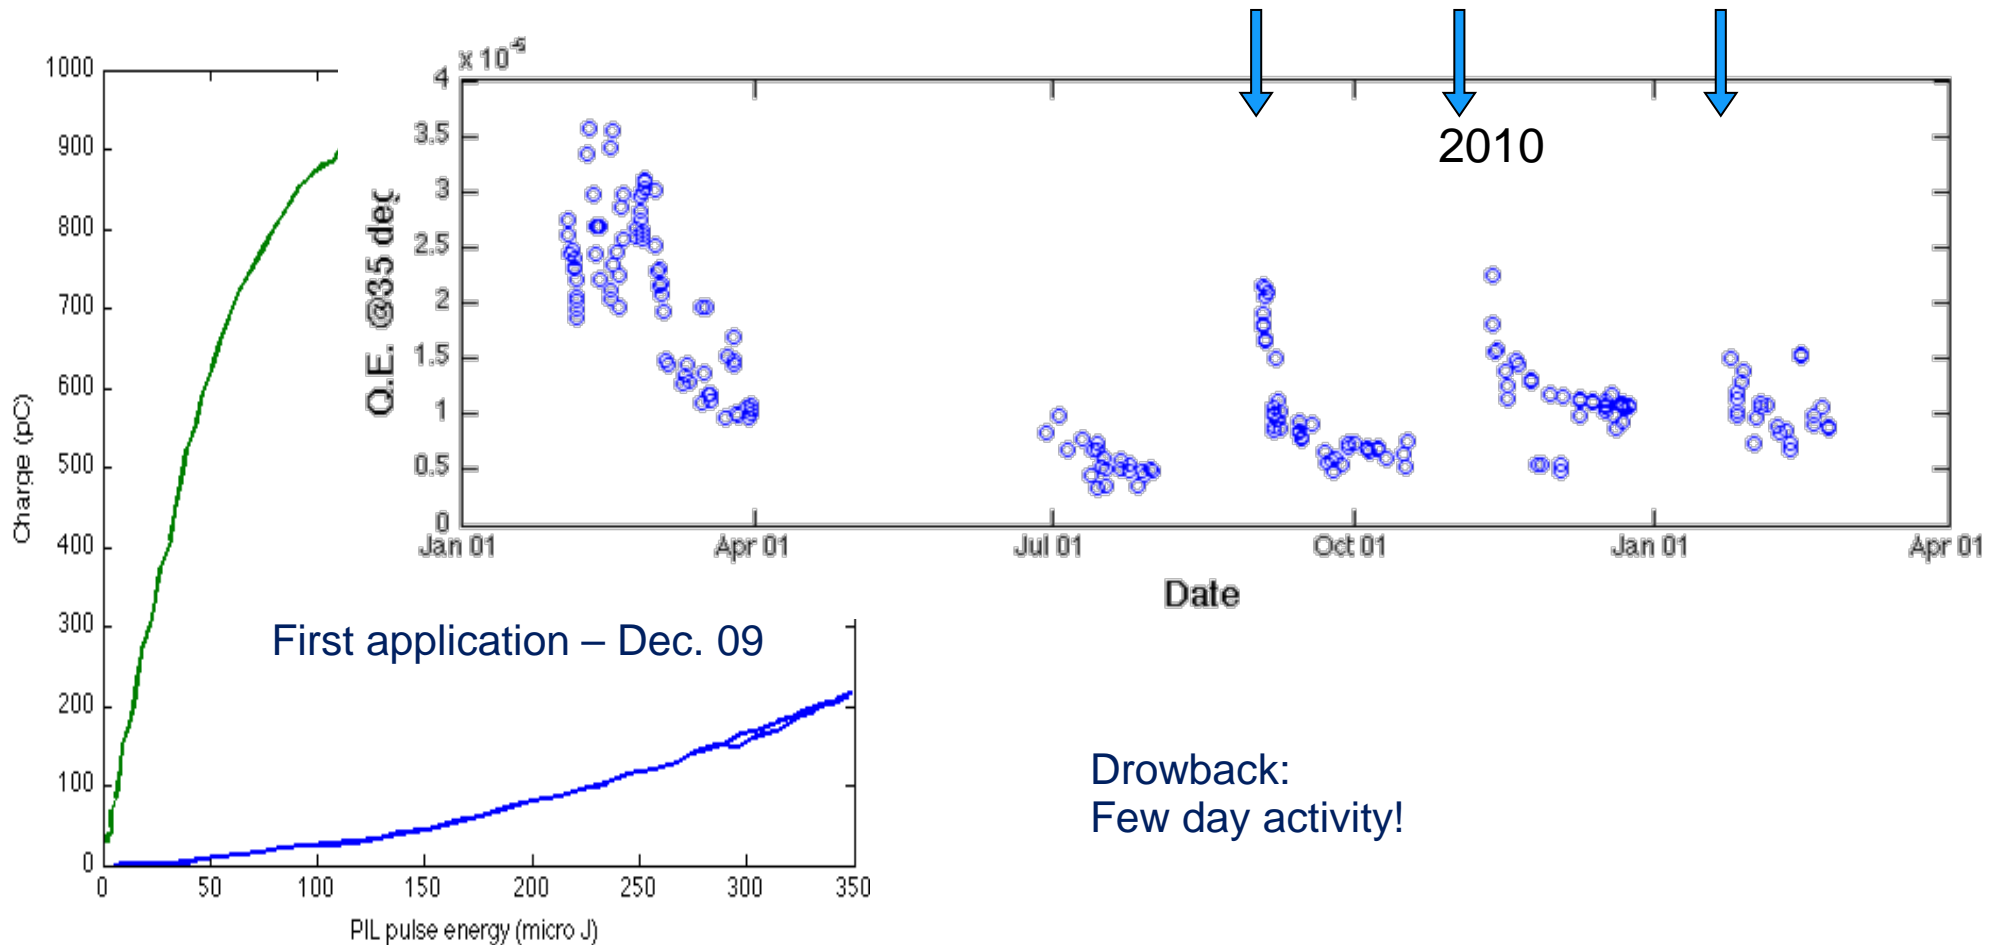 x 10^-5
4
3.5
3
2.5
2
1.5
1
0.5
0
Q.E. @35 deg
Jan 01 Apr 01 Jul 01 Oct 01 Jan 01 Apr 01
Date
2010
1000
900
800
700
600
500
400
300
200
100
0
Charge (pC)
0 50 100 150 200 250 300 350
PIL pulse energy (micro J)
First application – Dec. 09
Drowback:
Few day activity!